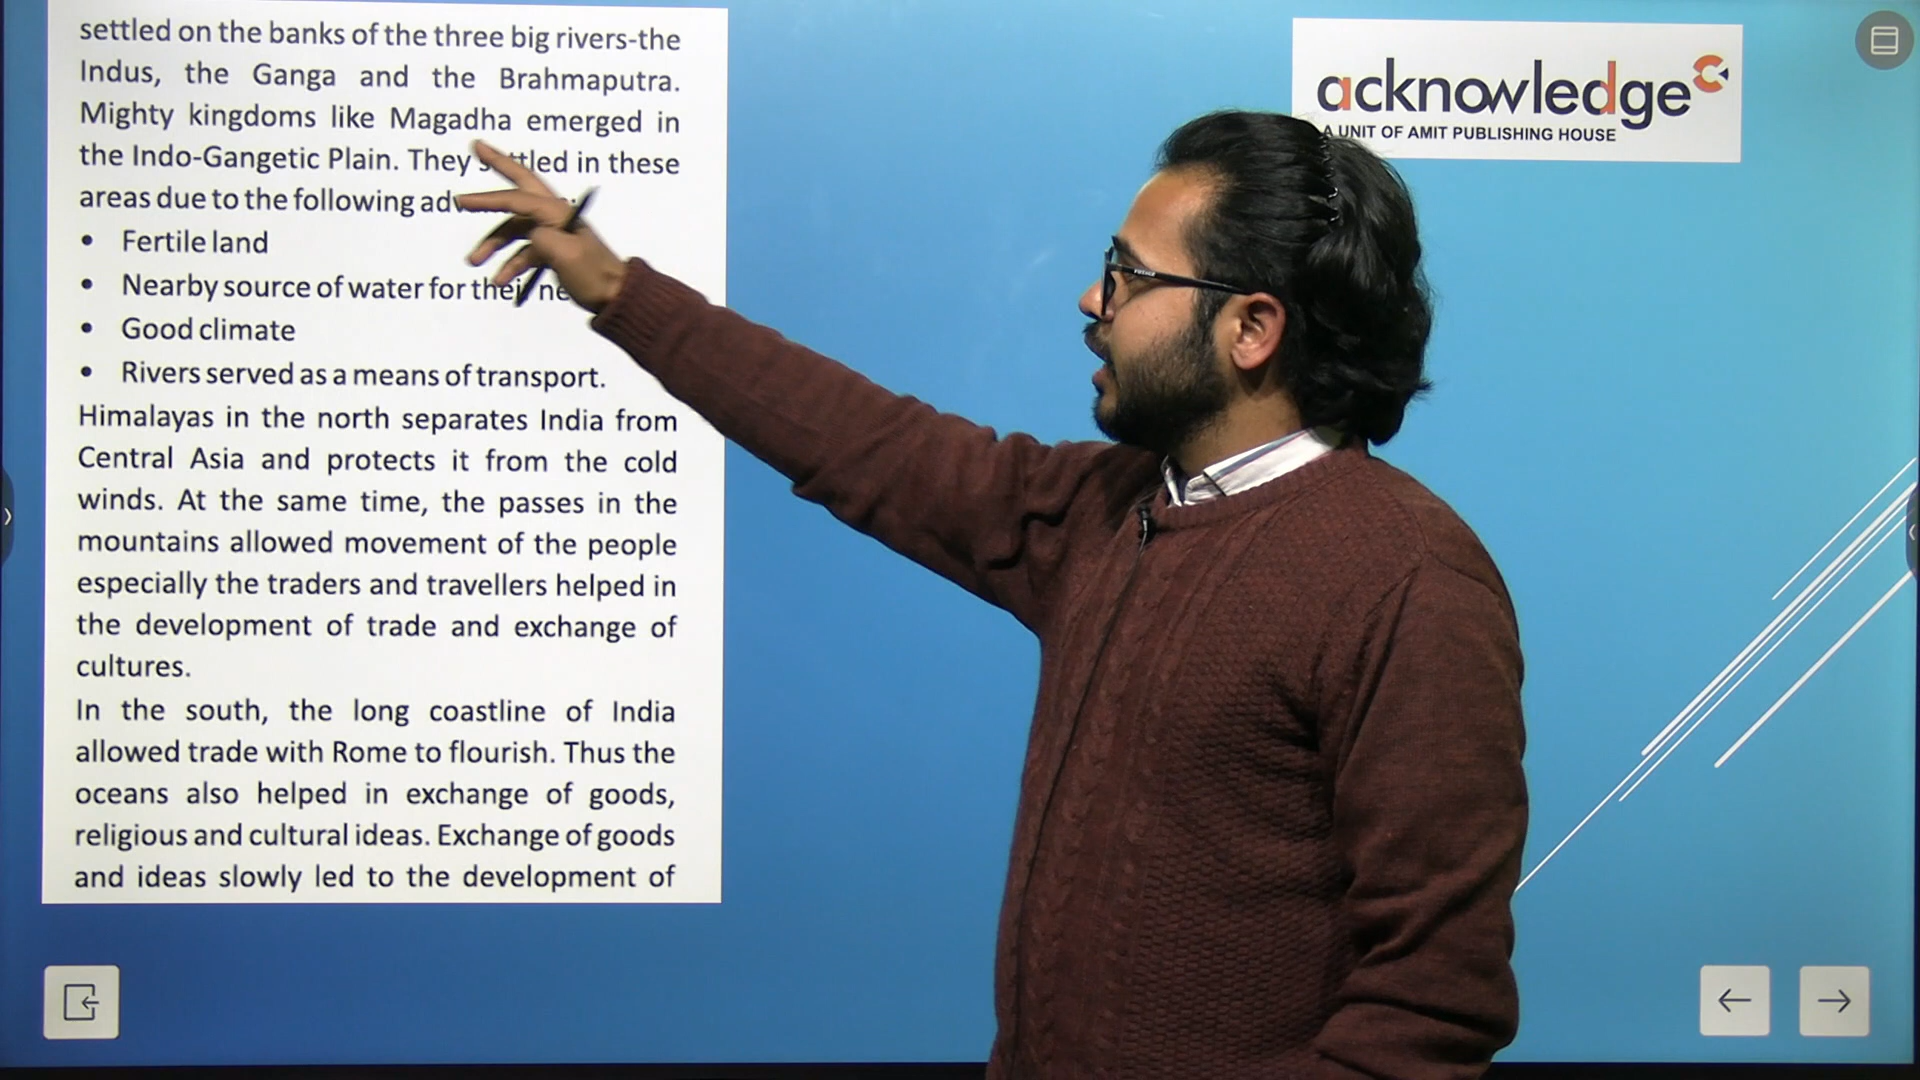 settled on the banks of the three big rivers-the
Indus, the Ganga and the Brahmaputra.
Mighty kingdoms like Magadha emerged in
the Indo-Gangetic Plain. They settled in these
areas due to the following
• Fertile land
• Nearby source of water for their
• Good climate
• Rivers served as a means of transport.
Himalayas in the north separates India from
Central Asia and protects it from the cold
winds. At the same time, the passes in the
mountains allowed movement of the people
especially the traders and travellers helped in
the development of trade and exchange of
cultures.
In the south, the long coastline of India
allowed trade with Rome to flourish. Thus the
oceans also helped in exchange of goods,
religious and cultural ideas. Exchange of goods
and ideas slowly led to the development of
acknowledge
A UNIT OF AMIT PUBLISHING HOUSE